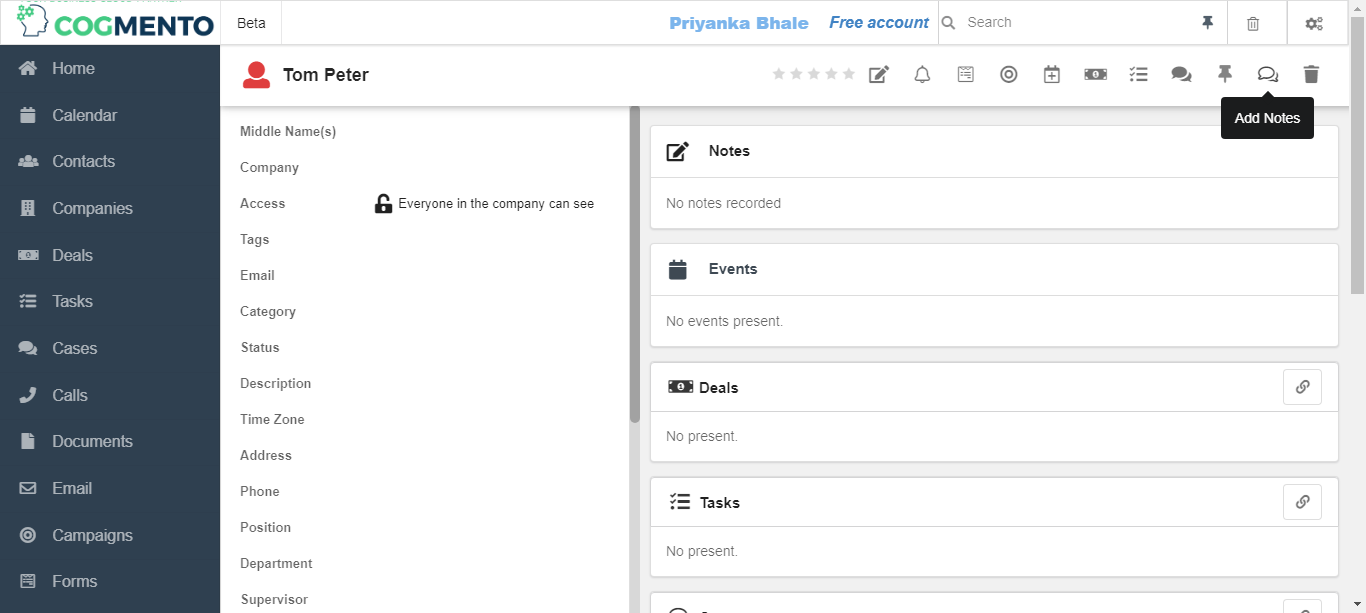 COGMENTO
Beta
Priyanka Bhale
Free account
Search
Home
Calendar
Contacts
Companies
Deals
Tasks
Cases
Calls
Documents
Email
Campaigns
Forms
Tom Peter
Add Notes
Middle Name(s)
Company
Access Everyone in the company can see
Tags
Email
Category
Status
Description
Time Zone
Address
Phone
Position
Department
Supervisor
Notes
No notes recorded
Events
No events present.
Deals
No present.
Tasks
No present.